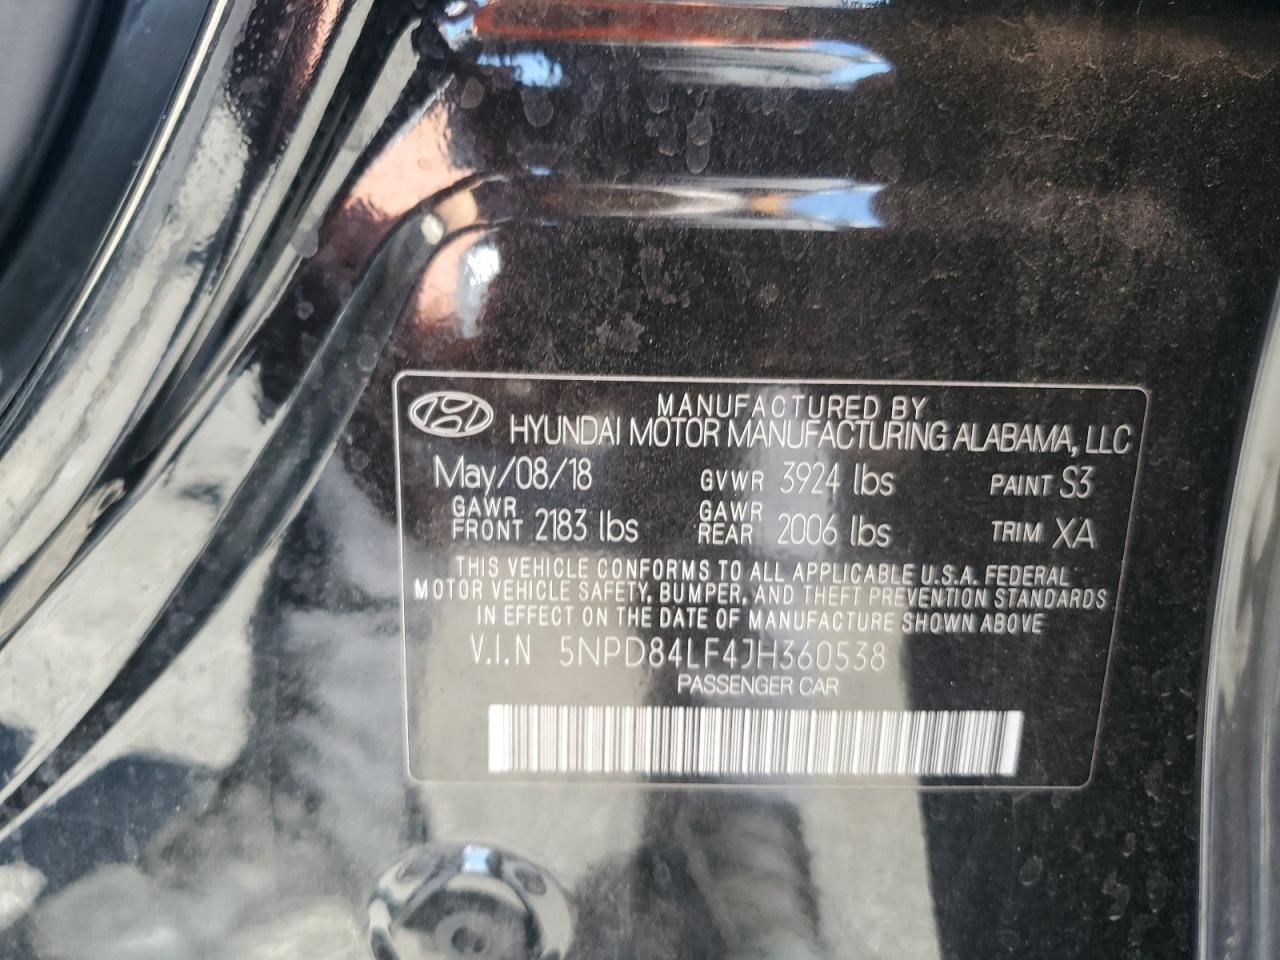 MANUFACTURED BY
HYUNDAI MOTOR MANUFACTURING ALABAMA, LLC
May/08/18 GVWR 3924 lbs PAINT S3
GAWR FRONT 2183 lbs GAWR REAR 2006 lbs TRIM XA
THIS VEHICLE CONFORMS TO ALL APPLICABLE U.S.A. FEDERAL
MOTOR VEHICLE SAFETY, BUMPER, AND THEFT PREVENTION STANDARDS
IN EFFECT ON THE DATE OF MANUFACTURE SHOWN ABOVE
V.I.N 5NPD84LF4JH360538
PASSENGER CAR